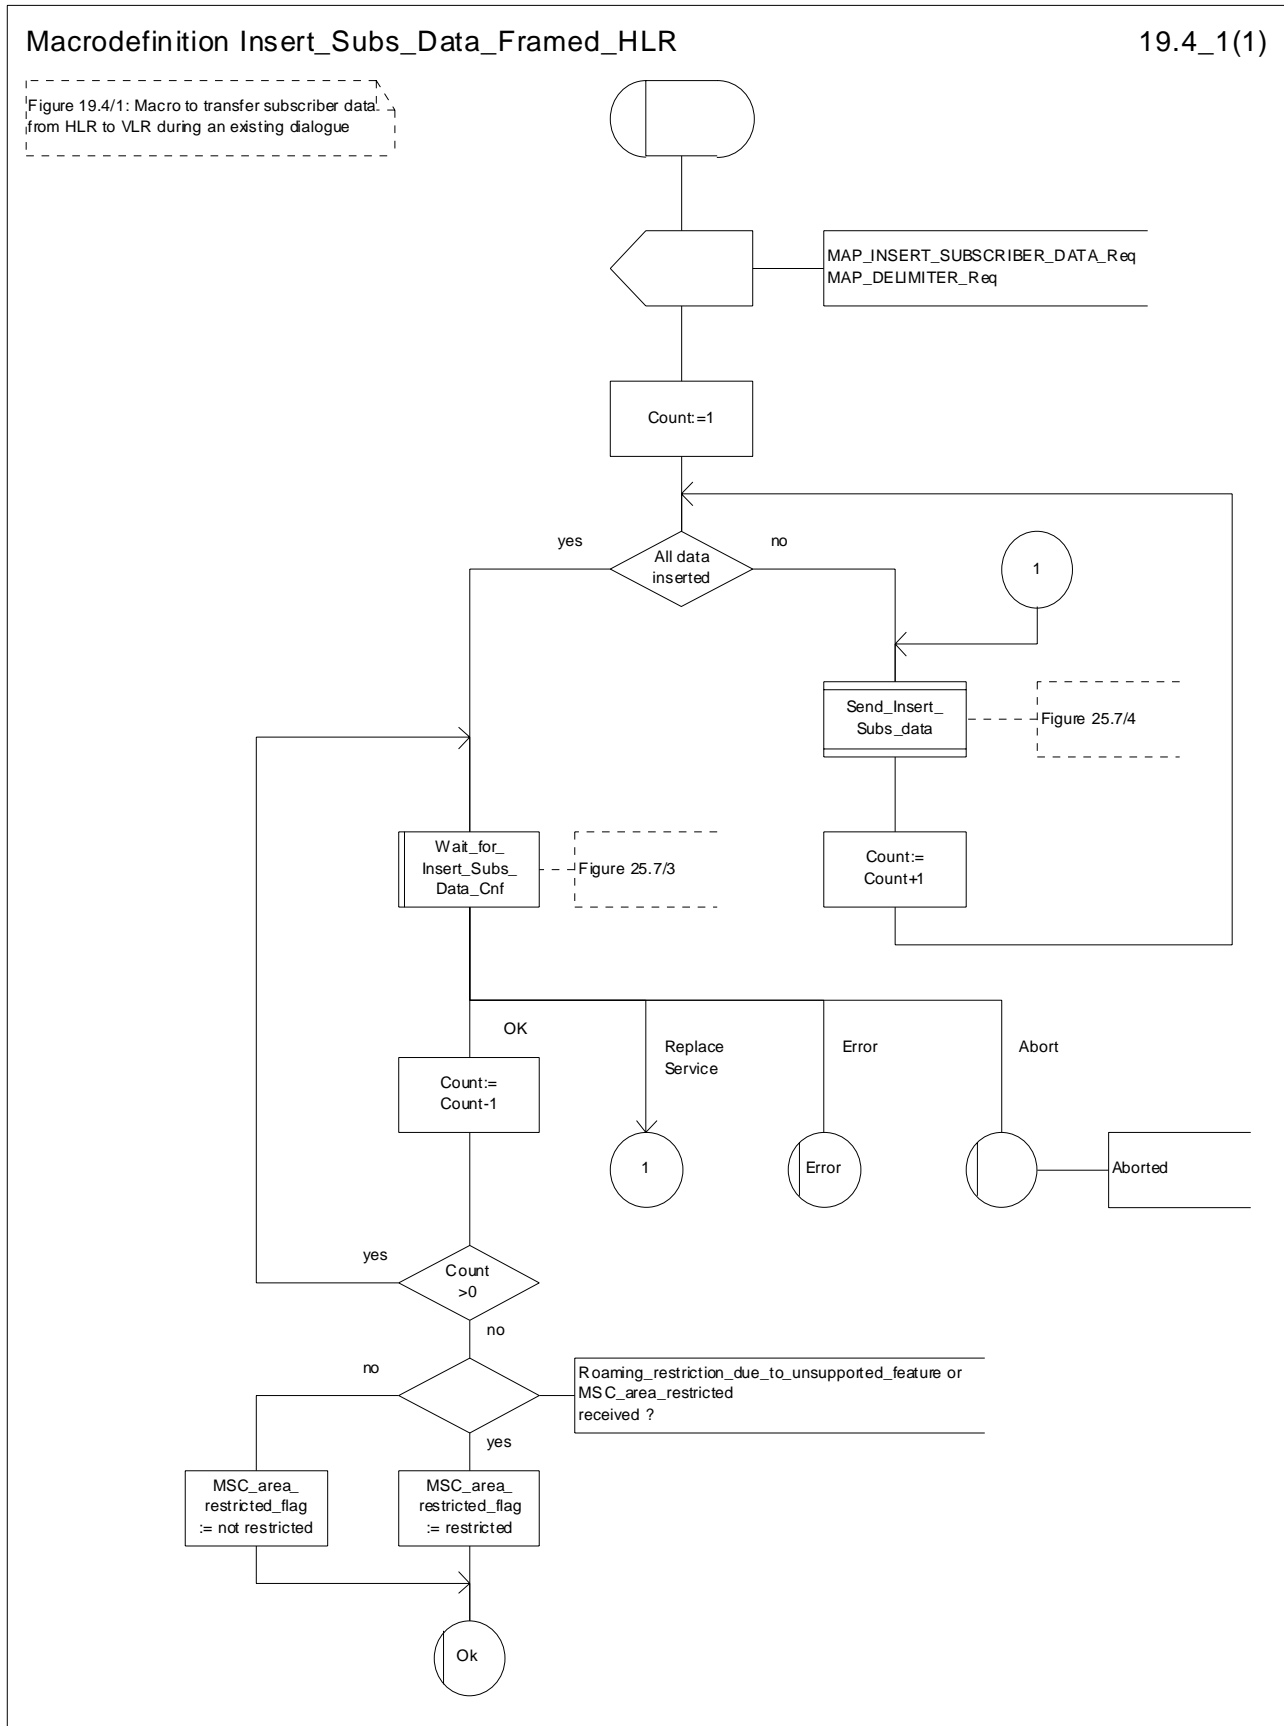 Macrodefinition Insert_Subs_Data_Framed_HLR
19.4_1(1)
Figure 19.4/1: Macro to transfer subscriber data
from HLR to VLR during an existing dialogue
MAP_INSERT_SUBSCRIBER_DATA_Req
MAP_DELIMITER_Req
Count:=1
yes
All data
inserted
no
1
Send_Insert_
Subs_data
Figure 25.7/4
Wait_for_
Insert_Subs_
Data_Cnf
Figure 25.7/3
Count:=
Count+1
OK
Replace
Service
Error
Abort
Count:=
Count-1
1
Error
Aborted
yes
Count
>0
no
no
Roaming_restriction_due_to_unsupported_feature or
MSC_area_restricted
received ?
yes
MSC_area_
restricted_flag
:= not restricted
MSC_area_
restricted_flag
:= restricted
Ok